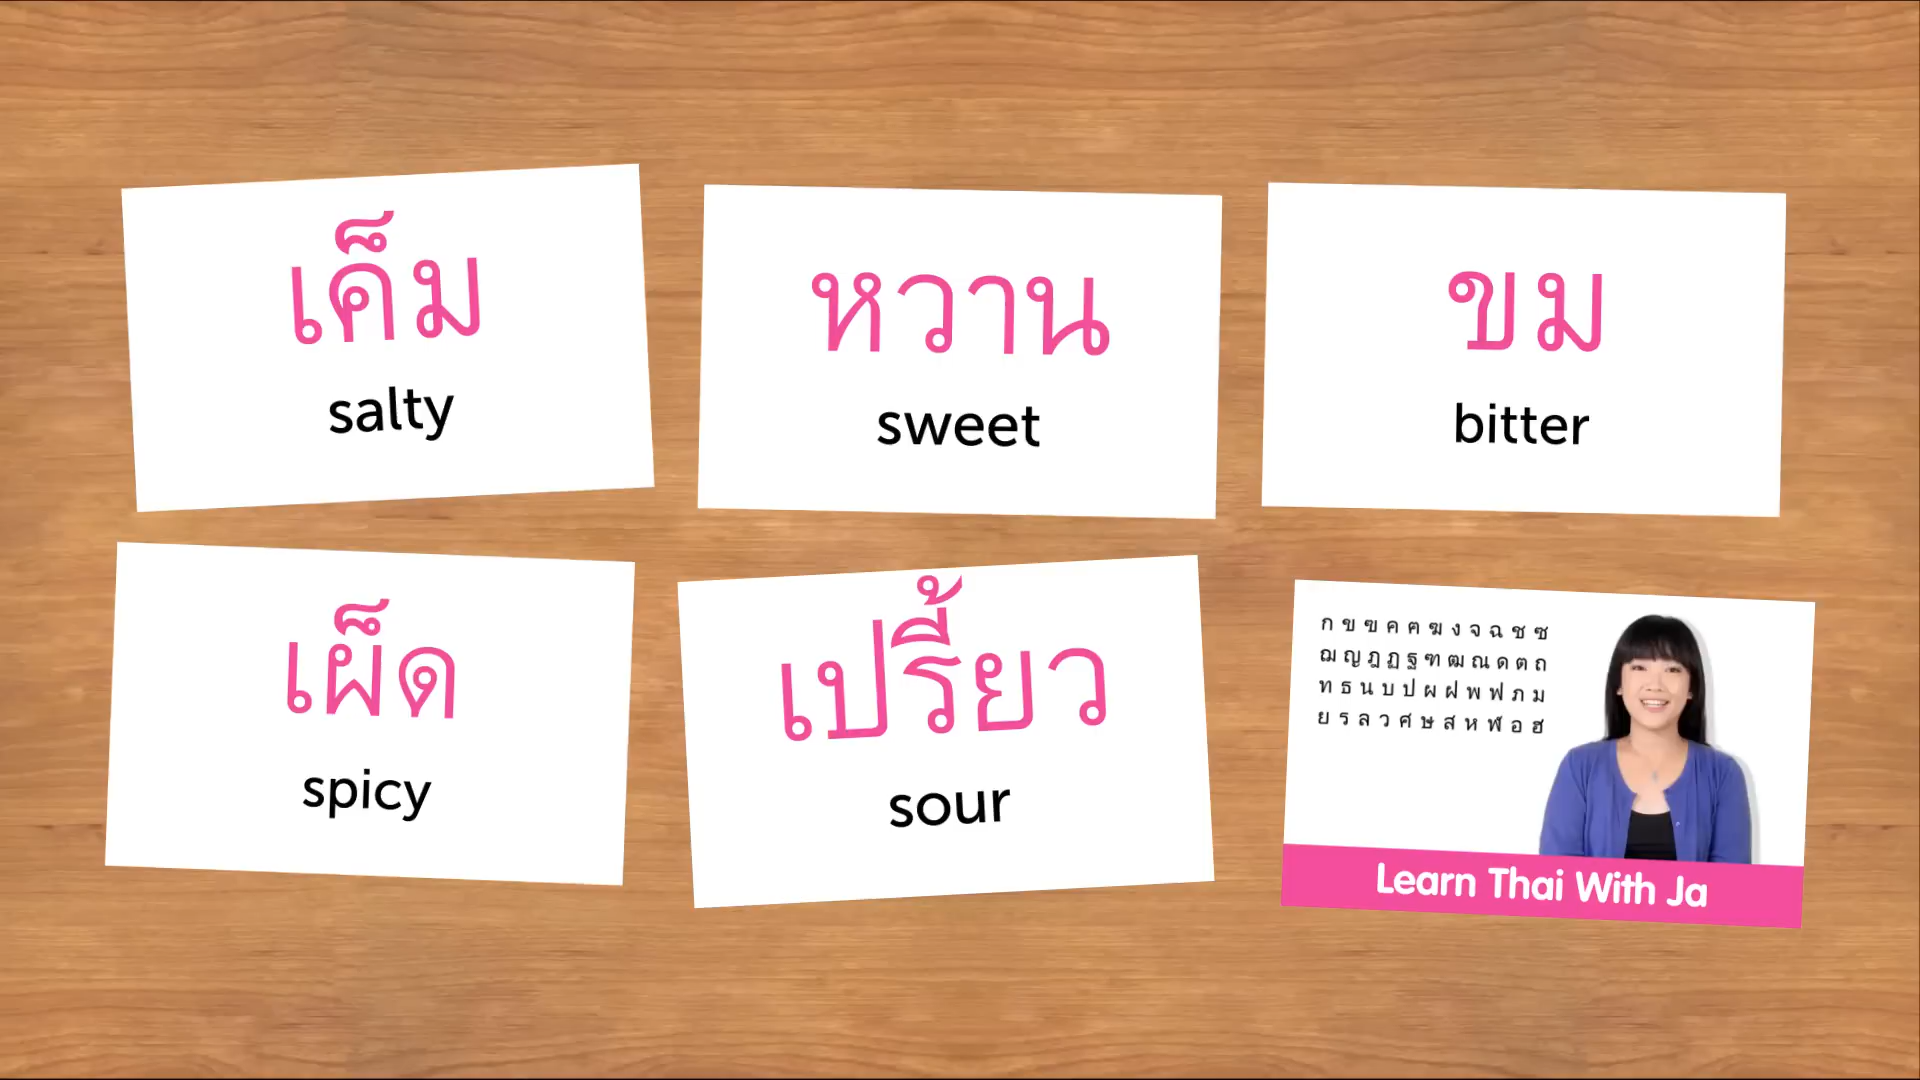 เค็ม
salty
หวาน
sweet
ขม
bitter
เผ็ด
spicy
เปรี้ยว
sour
ก ข ฃ ค ฅ ฆ ง จ ฉ ช ซ
ฌ ญ ฎ ฏ ฐ ฑ ฒ ณ ด ต ถ
ท ธ น บ ป ผ ฝ พ ฟ ภ ม
ย ร ล ว ศ ษ ส ห ฬ อ ฮ
Learn Thai With Ja